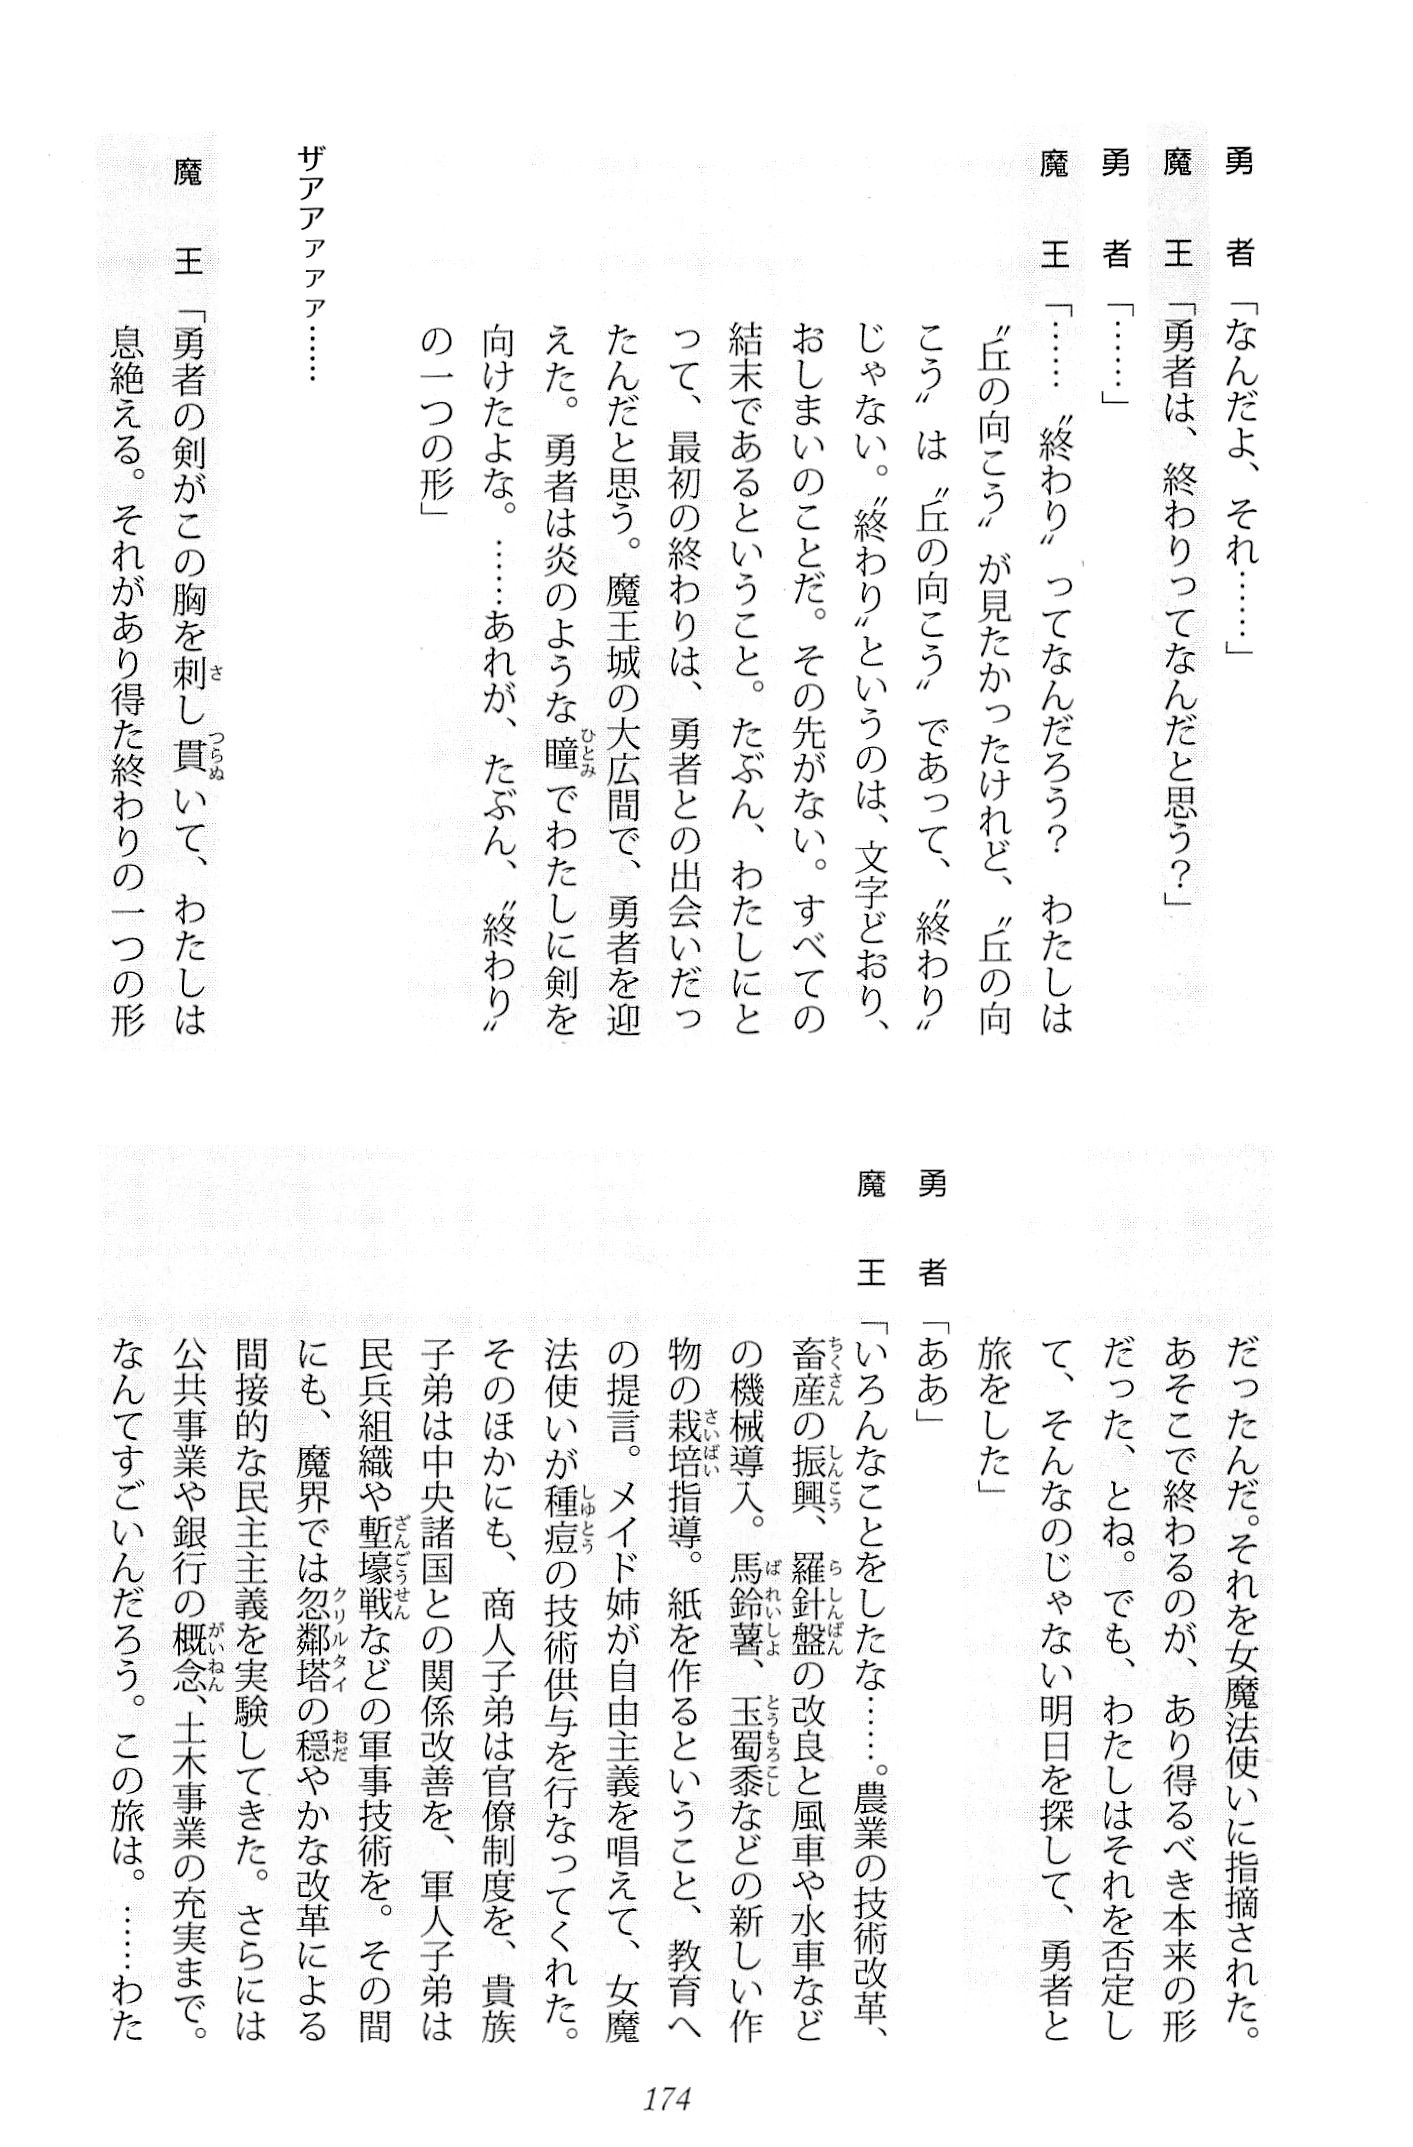 勇者「なんだよ、それ……」
魔王「勇者は、終わりってなんだと思う？」
勇者「……」
魔王「……〝終わり〟ってなんだろう？　わたしは
〝丘の向こう〟が見たかったけれど、〝丘の向
こう〟は〝丘の向こう〟であって、〝終わり〟
じゃない。〝終わり〟というのは、文字どおり、
おしまいのことだ。その先がない。すべての
結末であるということ。たぶん、わたしにと
って、最初の終わりは、勇者との出会いだっ
たんだと思う。魔王城の大広間で、勇者を迎
えた。勇者は炎のような瞳でわたしに剣を
向けたよな。……あれが、たぶん、〝終わり〟
の一つの形」
ザアアァァァ……
魔王「勇者の剣がこの胸を刺し貫いて、わたしは
息絶える。それがあり得た終わりの一つの形
だったんだ。それを女魔法使いに指摘された。
あそこで終わるのが、あり得るべき本来の形
だった、とね。でも、わたしはそれを否定し
て、そんなのじゃない明日を探して、勇者と
旅をした」
勇者「ああ」
魔王「いろんなことをしたな……。農業の技術改革、
畜産の振興、羅針盤の改良と風車や水車など
の機械導入。馬鈴薯、玉蜀黍などの新しい作
物の栽培指導。紙を作るということ、教育へ
の提言。メイド姉が自由主義を唱えて、女魔
法使いが種痘の技術供与を行なってくれた。
そのほかにも、商人子弟は官僚制度を、貴族
子弟は中央諸国との関係改善を、軍人子弟は
民兵組織や塹壕戦などの軍事技術を。その間
にも、魔界では忽鄰塔の穏やかな改革による
間接的な民主主義を実験してきた。さらには
公共事業や銀行の概念、土木事業の充実まで。
なんてすごいんだろう。この旅は。……わた
174